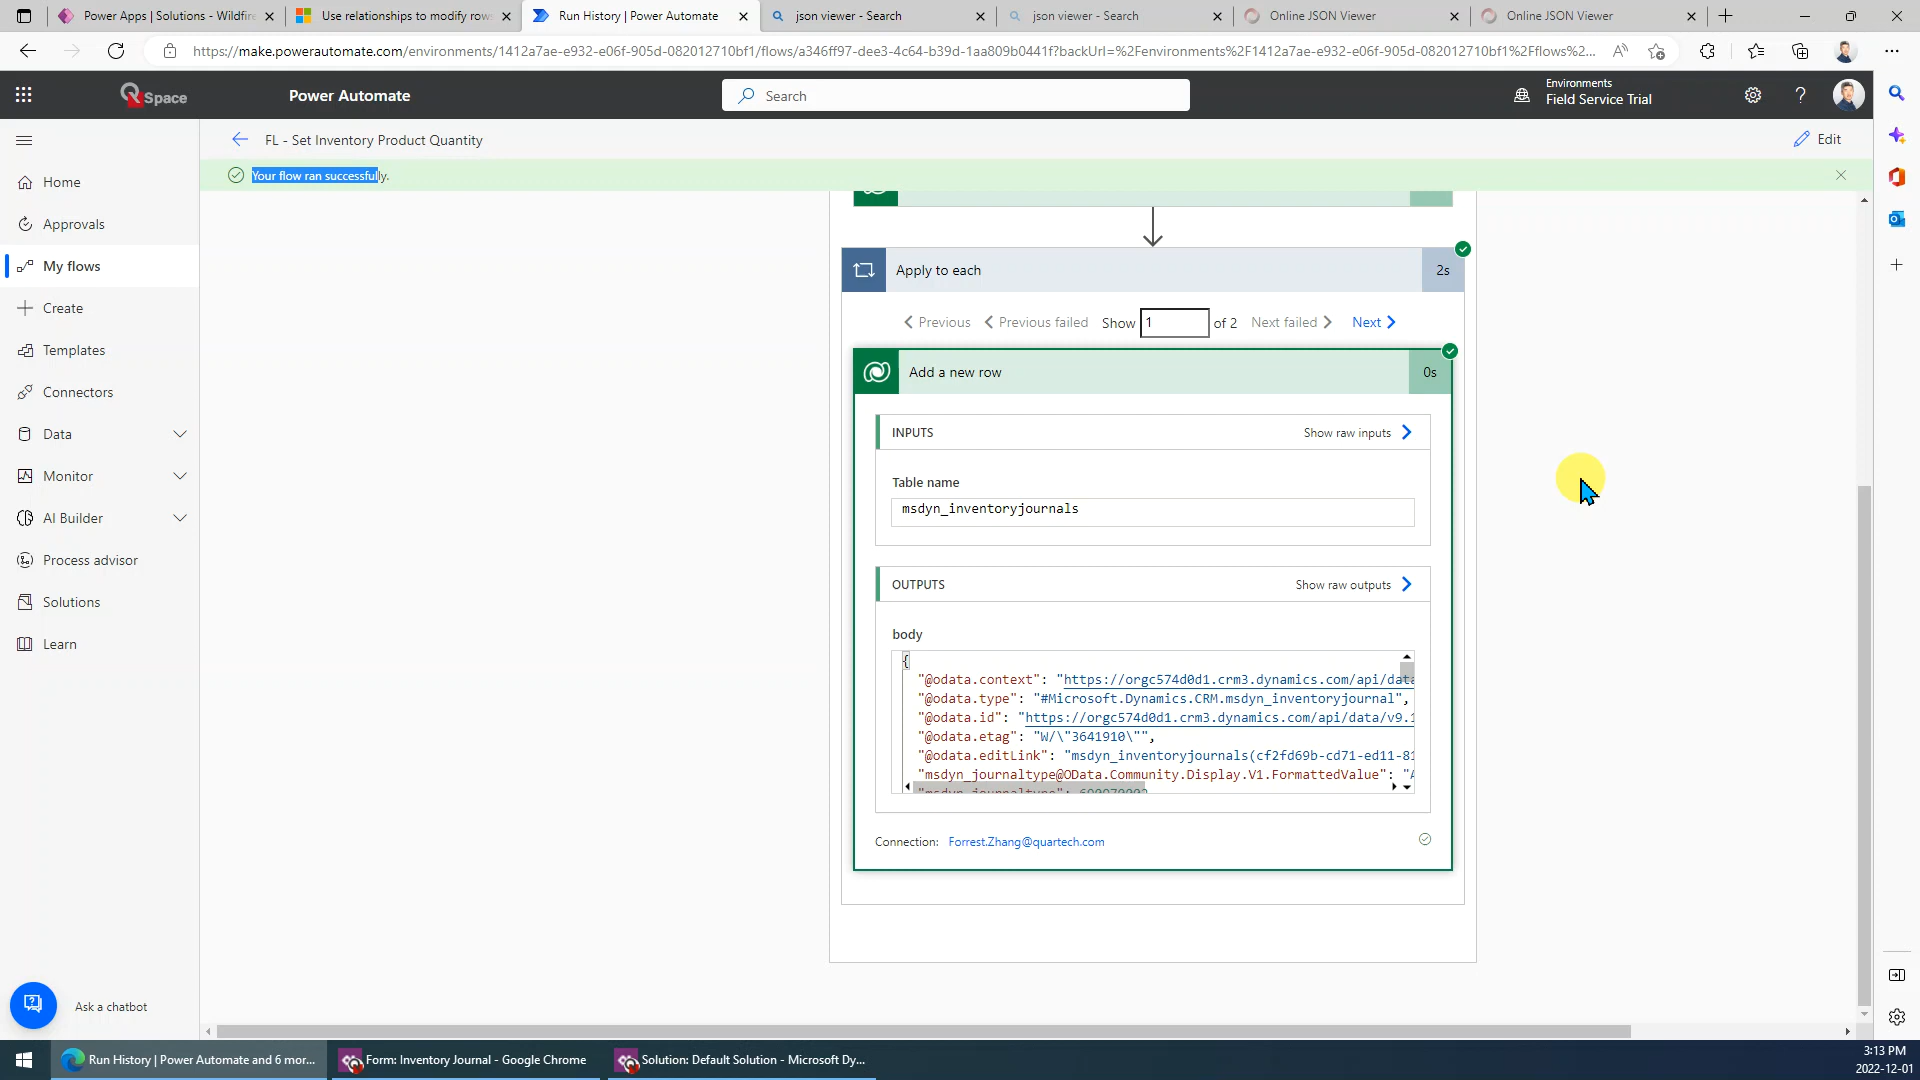 Power Apps | Solutions - Wildfire
Use relationships to modify row
Run History | Power Automate
json viewer - Search
json viewer - Search
Online JSON Viewer
Online JSON Viewer
https://make.powerautomate.com/environments/1412a7ae-e932-e06f-905d-082012710bf1/flows/a346ff97-dee3-4c64-b39d-1aa809b0441f?backUrl=%2Fenvironments%2F1412a7ae-e932-e06f-905d-082012710bf1%2Fflows%2...
QSpace
Power Automate
Search
Environments
Field Service Trial
FL - Set Inventory Product Quantity
Edit
Your flow ran successfully.
Home
Approvals
My flows
Create
Templates
Connectors
Data
Monitor
AI Builder
Process advisor
Solutions
Learn
Ask a chatbot
Apply to each
2s
Previous
Previous failed
Show
1
of 2
Next failed
Next
Add a new row
0s
INPUTS
Show raw inputs
Table name
msdyn_inventoryjournals
OUTPUTS
Show raw outputs
body
{
"@odata.context": "https://orgc574d0d1.crm3.dynamics.com/api/data
"@odata.type": "#Microsoft.Dynamics.CRM.msdyn_inventoryjournal",
"@odata.id": "https://orgc574d0d1.crm3.dynamics.com/api/data/v9.1
"@odata.etag": "W/\"3641910\"",
"@odata.editLink": "msdyn_inventoryjournals(cf2fd69b-cd71-ed11-81
"msdyn_journaltype@OData.Community.Display.V1.FormattedValue": "A
"msdyn_journaltype":
Connection:
Forrest.Zhang@quartech.com
Run History | Power Automate and 6 mor...
Form: Inventory Journal - Google Chrome
Solution: Default Solution - Microsoft Dy...
3:13 PM
2022-12-01